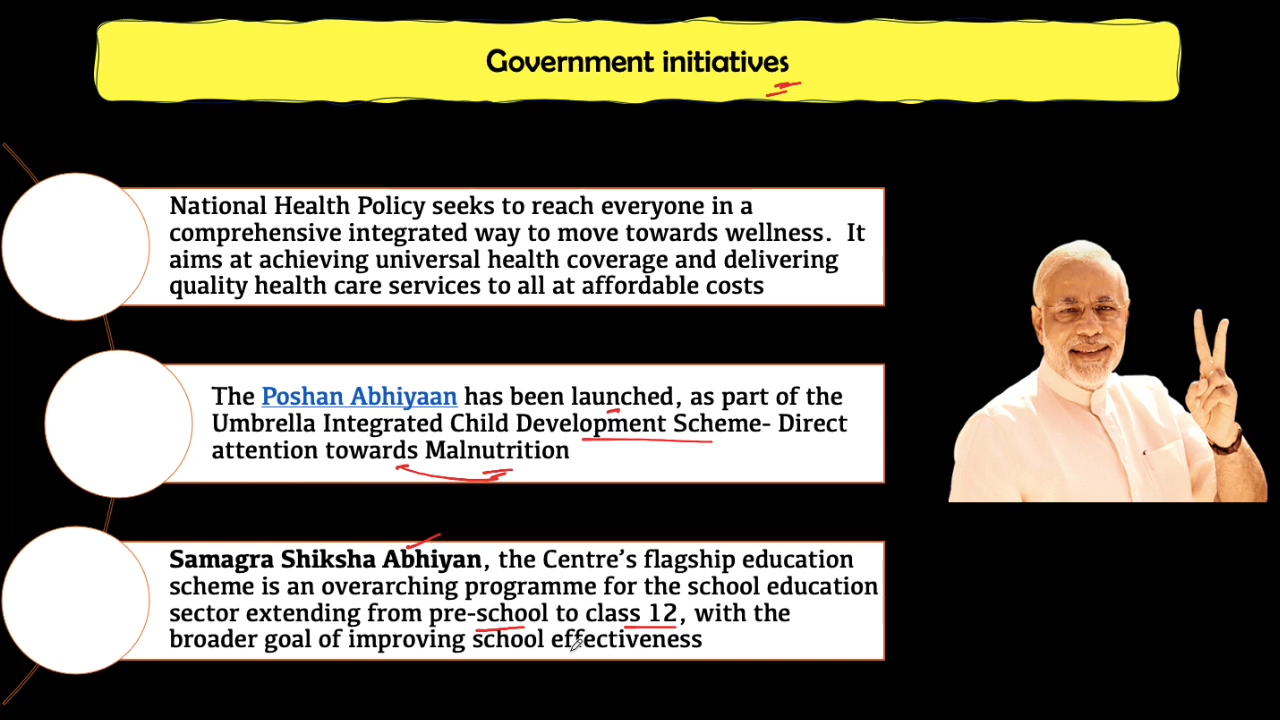 Government initiatives
National Health Policy seeks to reach everyone in a
comprehensive integrated way to move towards wellness. It
aims at achieving universal health coverage and delivering
quality health care services to all at affordable costs
The Poshan Abhiyaan has been launched, as part of the
Umbrella Integrated Child Development Scheme- Direct
attention towards Malnutrition
Samagra Shiksha Abhiyan, the Centre’s flagship education
scheme is an overarching programme for the school education
sector extending from pre-school to class 12, with the
broader goal of improving school effectiveness